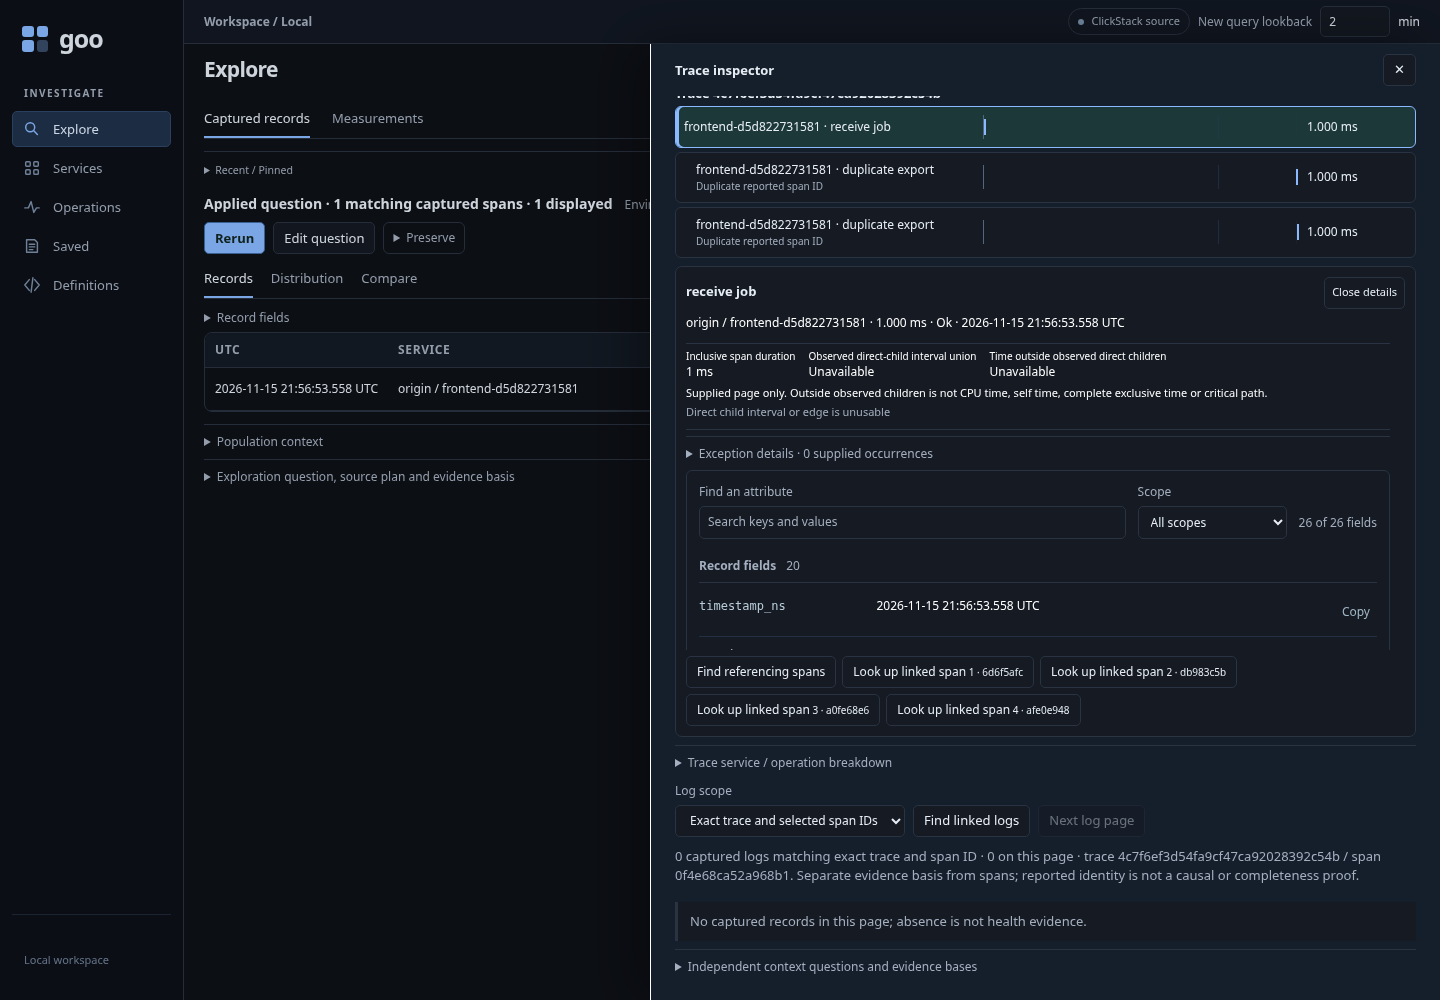 goo
INVESTIGATE
Explore
Services
Operations
Saved
Definitions
Local workspace
Workspace / Local
ClickStack source
New query lookback
2
min
Explore
Captured records
Measurements
Recent / Pinned
Applied question · 1 matching captured spans · 1 displayed
Rerun
Edit question
Preserve
Records
Distribution
Compare
Record fields
UTC
SERVICE
2026-11-15 21:56:53.558 UTC
origin / frontend-d5d822731581
Population context
Exploration question, source plan and evidence basis
Trace inspector
×
frontend-d5d822731581 · receive job
1.000 ms
frontend-d5d822731581 · duplicate export
Duplicate reported span ID
1.000 ms
frontend-d5d822731581 · duplicate export
Duplicate reported span ID
1.000 ms
receive job
Close details
origin / frontend-d5d822731581 · 1.000 ms · Ok · 2026-11-15 21:56:53.558 UTC
Inclusive span duration
1 ms
Observed direct-child interval union
Unavailable
Time outside observed direct children
Unavailable
Supplied page only. Outside observed children is not CPU time, self time, complete exclusive time or critical path.
Direct child interval or edge is unusable
Exception details · 0 supplied occurrences
Find an attribute
Search keys and values
Scope
All scopes
26 of 26 fields
Record fields 20
timestamp_ns
2026-11-15 21:56:53.558 UTC
Copy
Find referencing spans
Look up linked span 1 · 6d6f5afc
Look up linked span 2 · db983c5b
Look up linked span 3 · a0fe68e6
Look up linked span 4 · afe0e948
Trace service / operation breakdown
Log scope
Exact trace and selected span IDs
Find linked logs
Next log page
0 captured logs matching exact trace and span ID · 0 on this page · trace 4c7f6ef3d54fa9cf47ca92028392c54b / span
0f4e68ca52a968b1. Separate evidence basis from spans; reported identity is not a causal or completeness proof.
No captured records in this page; absence is not health evidence.
Independent context questions and evidence bases